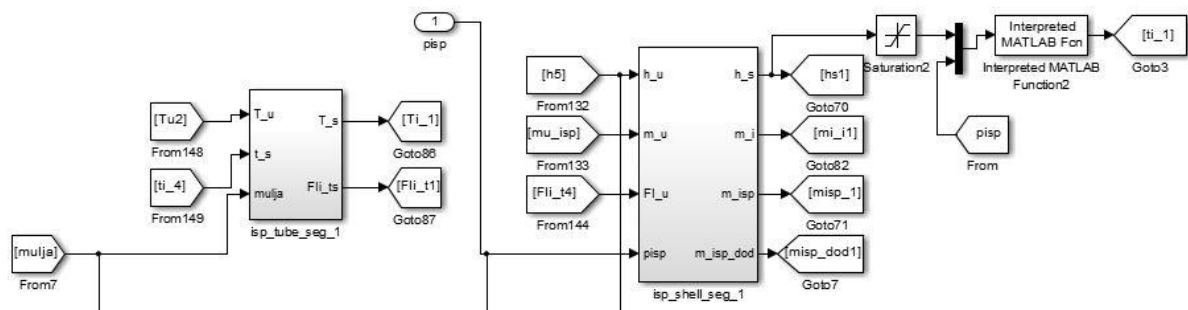 1
pisp
[Tu2]
From148
[ti_4]
From149
[mulja]
From7
T_u
t_s
mulja
T_s
Fli_ts
isp_tube_seg_1
[Ti_1]
Goto86
[Fli_t1]
Goto87
[h5]
From132
[mu_isp]
From133
[Fli_t4]
From144
h_u
m_u
Fl_u
pisp
h_s
m_i
m_isp
m_isp_dod
isp_shell_seg_1
[hs1]
Goto70
[mi_i1]
Goto82
[misp_1]
Goto71
[misp_dod1]
Goto7
Saturation2
Interpreted
MATLAB Fcn
Interpreted MATLAB
Function2
[ti_1]
Goto3
pisp
From